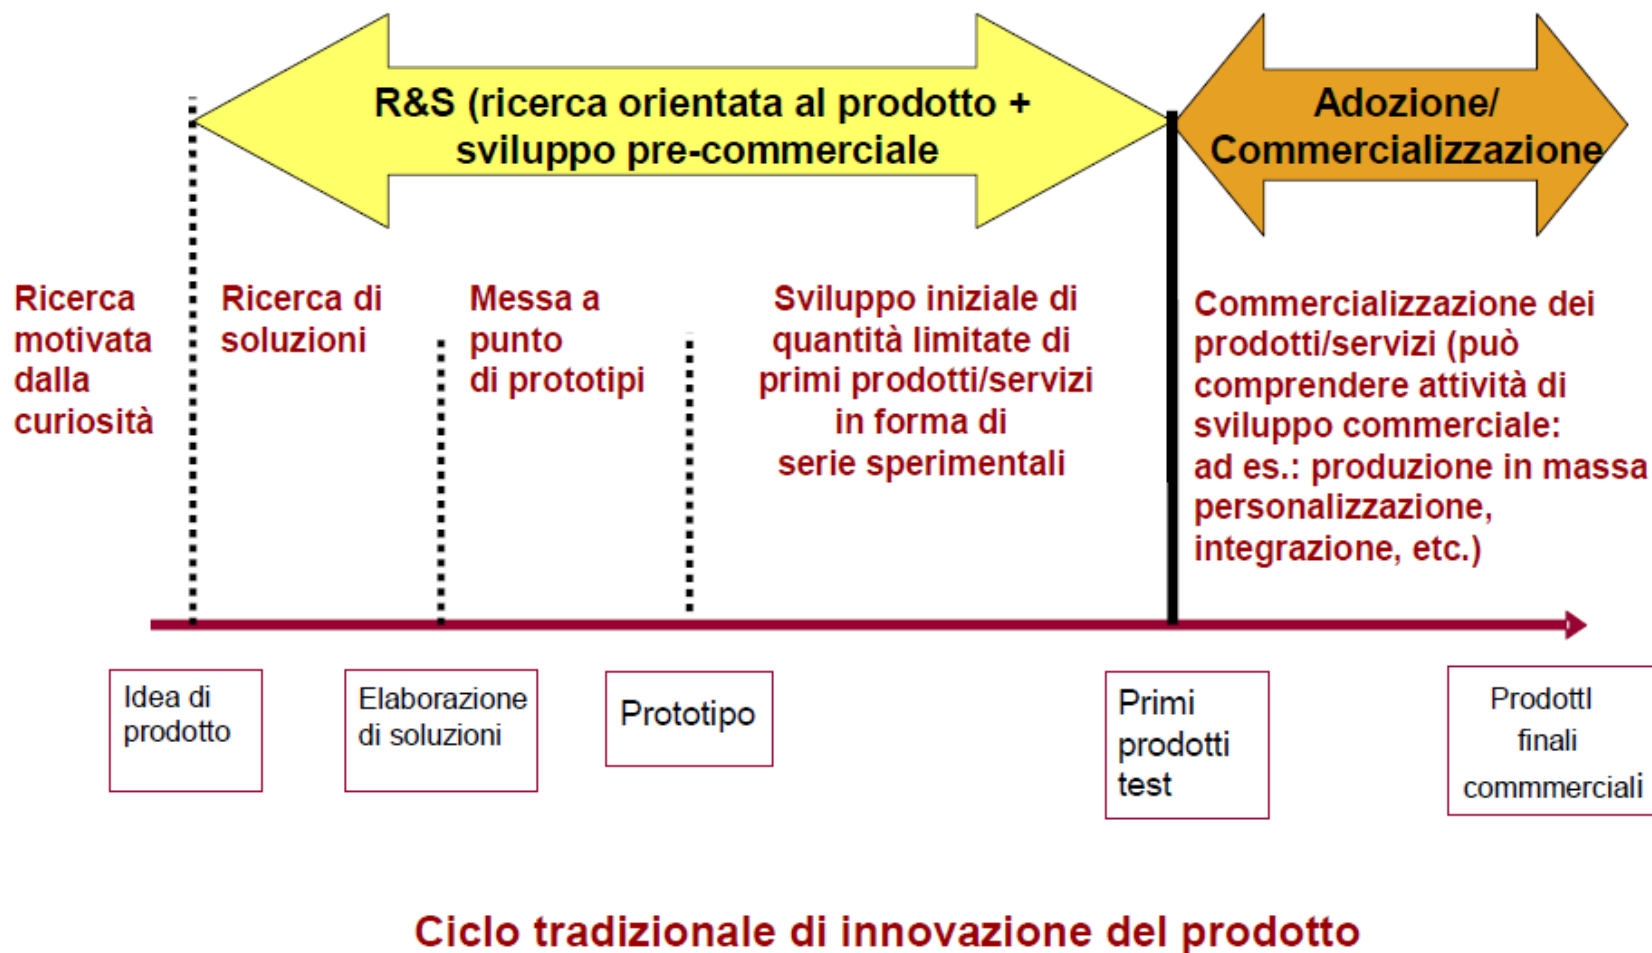 R&S (ricerca orientata al prodotto +
sviluppo pre-commerciale
Adozione/
Commercializzazione
Ricerca
motivata
dalla
curiosità
Ricerca di
soluzioni
Messa a
punto
di prototipi
Sviluppo iniziale di
quantità limitate di
primi prodotti/servizi
in forma di
serie sperimentali
Commercializzazione dei
prodotti/servizi (può
comprendere attività di
sviluppo commerciale:
ad es.: produzione in massa
personalizzazione,
integrazione, etc.)
Idea di
prodotto
Elaborazione
di soluzioni
Prototipo
Primi
prodotti
test
ProdottI
finali
commmerciali
Ciclo tradizionale di innovazione del prodotto